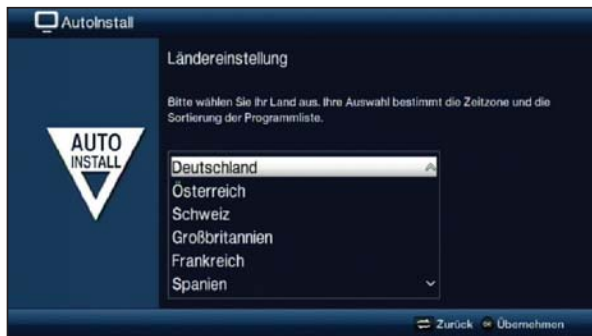 AutoInstall
Ländereinstellung
Bitte wählen Sie Ihr Land aus. Ihre Auswahl bestimmt die Zeitzone und die
Sortierung der Programmliste.
AUTO
INSTALL
Deutschland
Österreich
Schweiz
Großbritannien
Frankreich
Spanien
Zurück OK Übernehmen